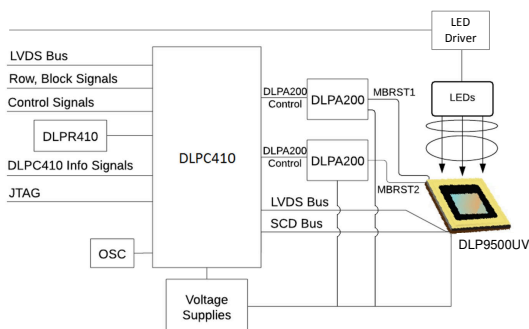 LED
Driver
LVDS Bus
Row, Block Signals
Control Signals
DLPR410
DLPC410 Info Signals
JTAG
OSC
DLPC410
DLPA200
Control
DLPA200
MBRST1
LEDs
DLPA200
Control
DLPA200
MBRST2
LVDS Bus
SCD Bus
DLP9500UV
Voltage
Supplies